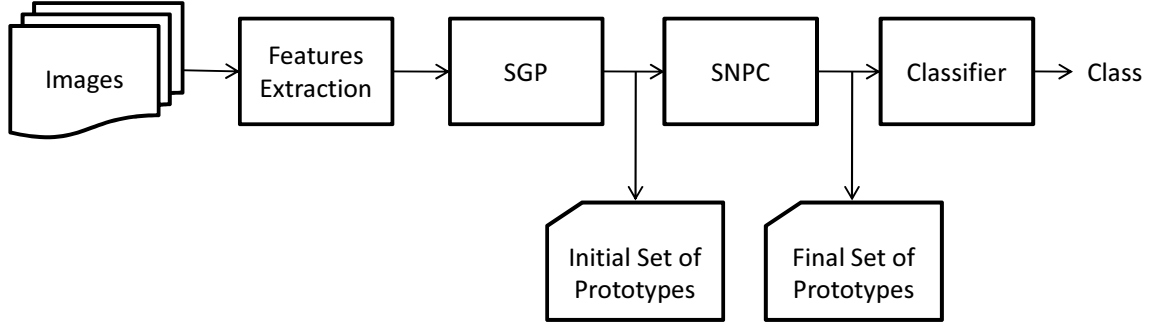 Images
Features
Extraction
SGP
SNPC
Classifier
Class
Initial Set of
Prototypes
Final Set of
Prototypes